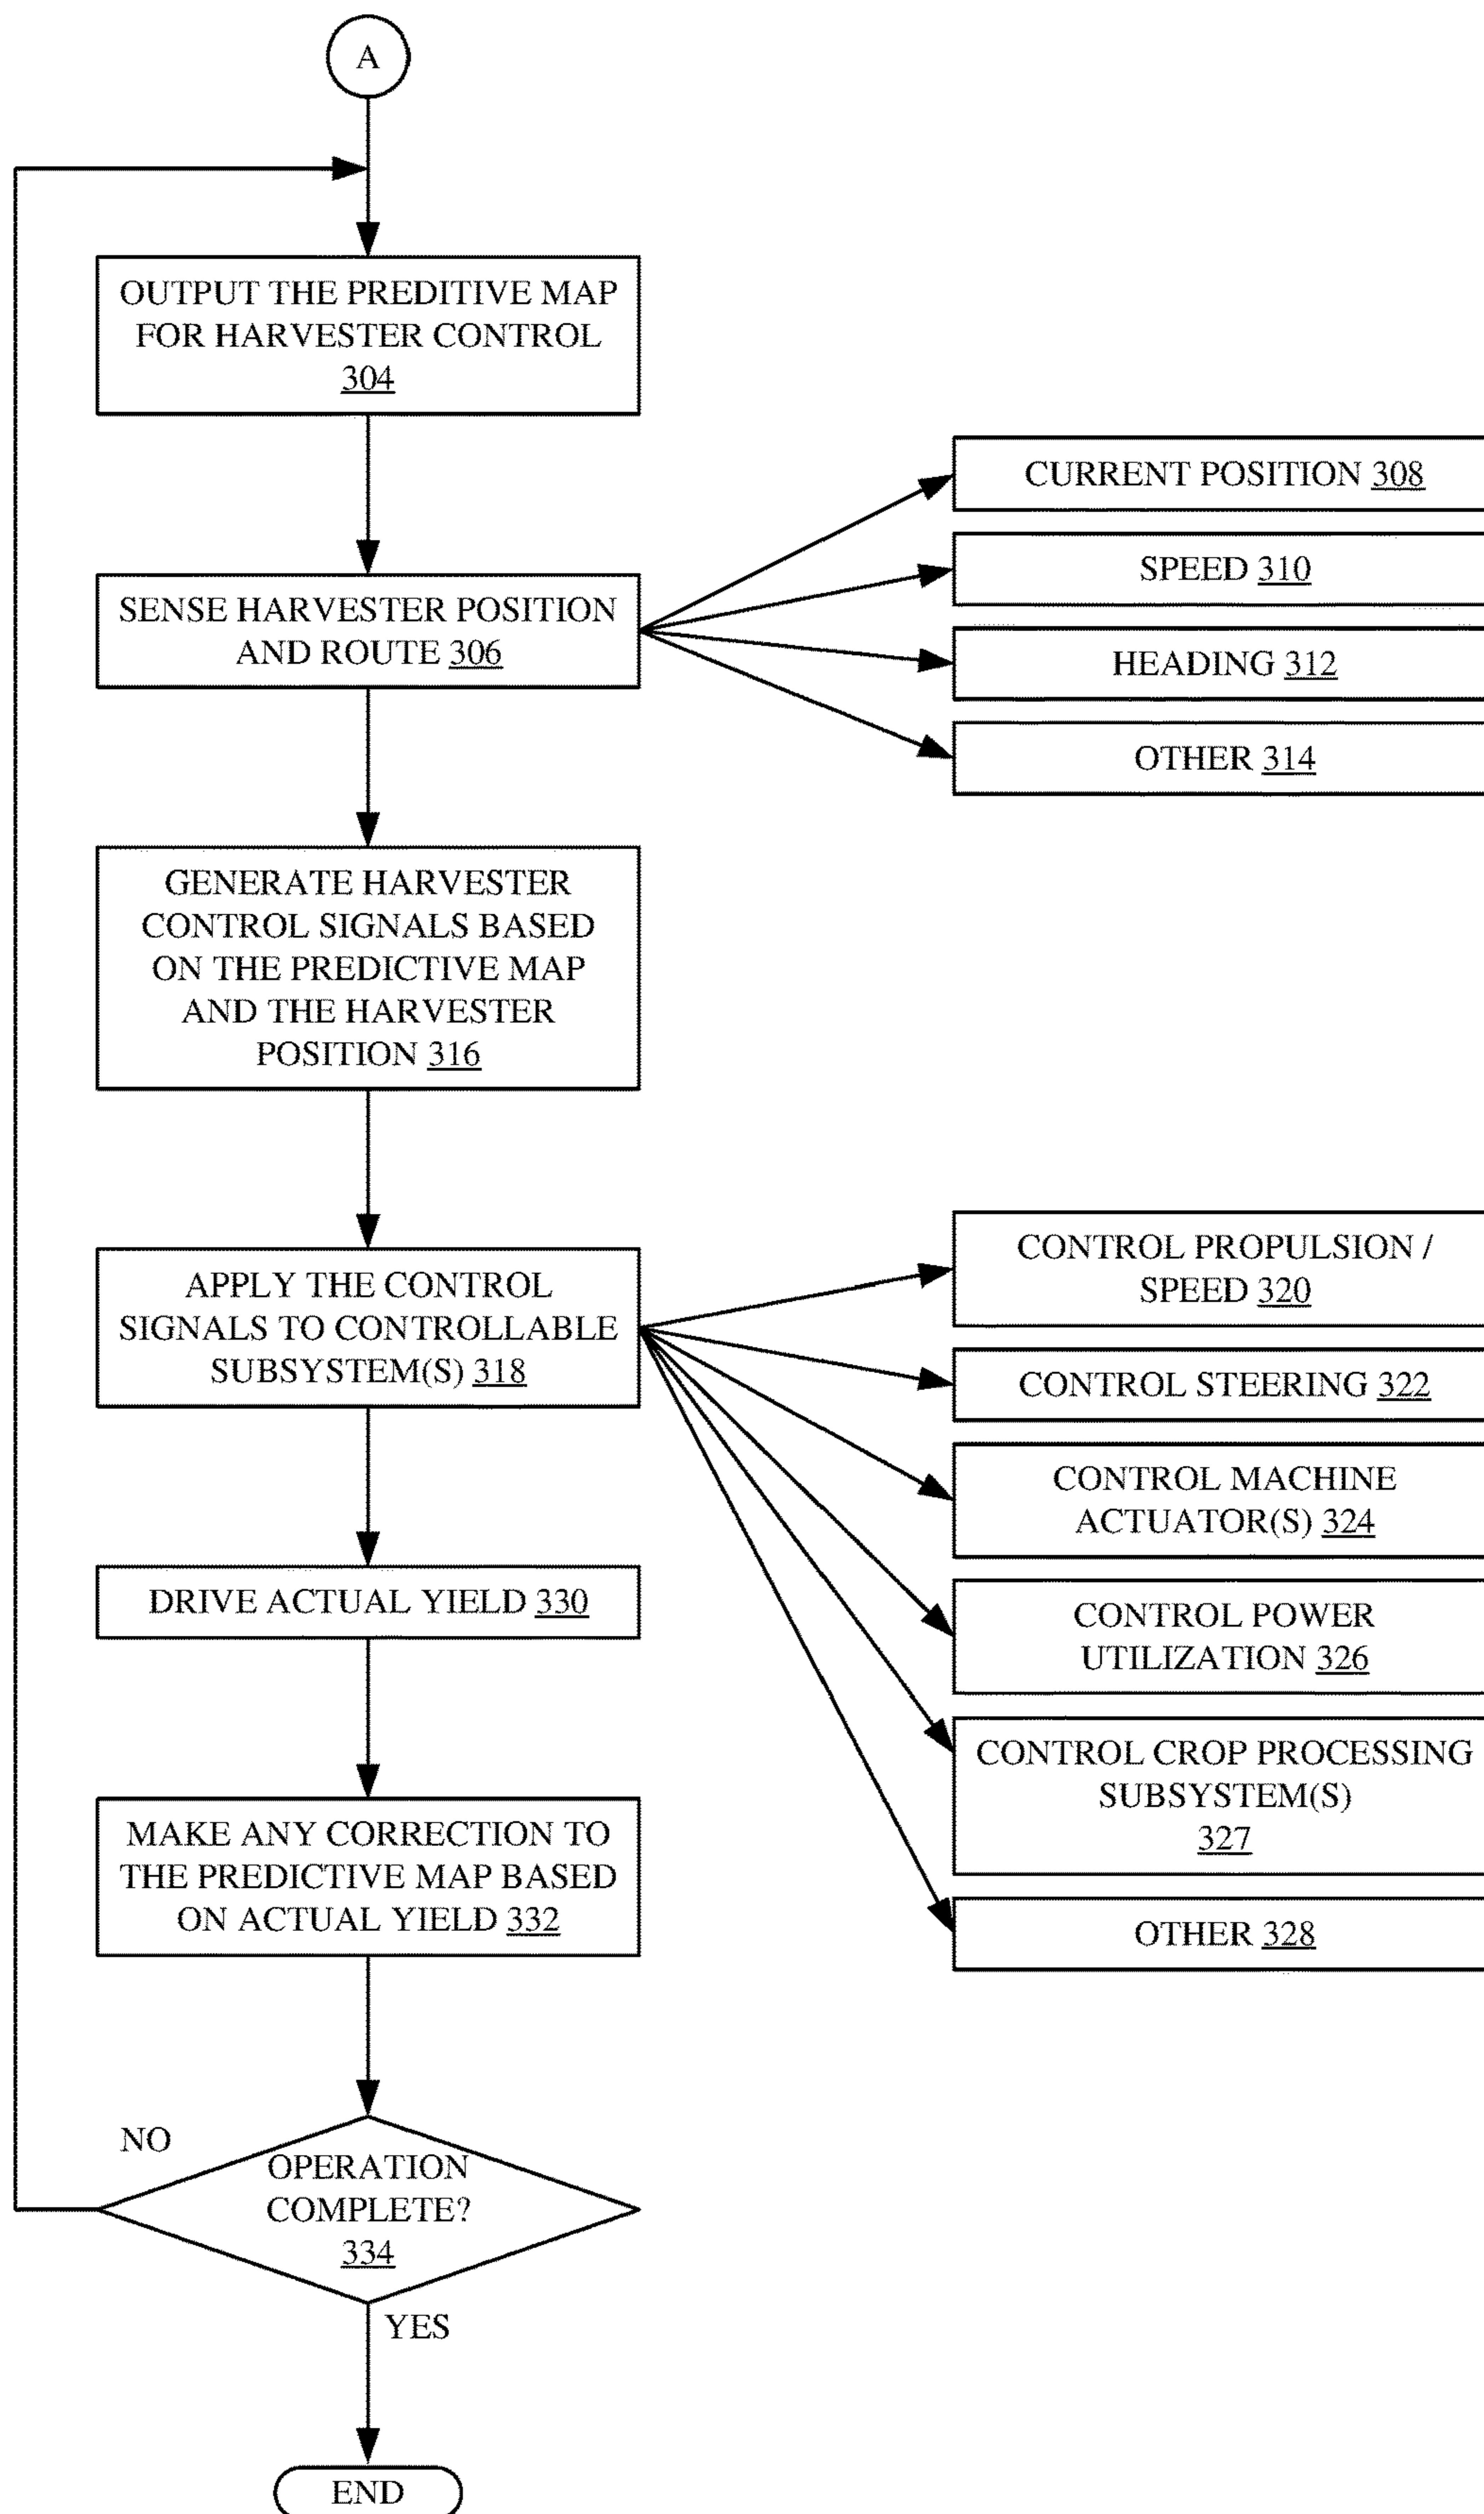 A
OUTPUT THE PREDITIVE MAP
FOR HARVESTER CONTROL
304
SENSE HARVESTER POSITION
AND ROUTE 306
CURRENT POSITION 308
SPEED 310
HEADING 312
OTHER 314
GENERATE HARVESTER
CONTROL SIGNALS BASED
ON THE PREDICTIVE MAP
AND THE HARVESTER
POSITION 316
APPLY THE CONTROL
SIGNALS TO CONTROLLABLE
SUBSYSTEM(S) 318
CONTROL PROPULSION /
SPEED 320
CONTROL STEERING 322
CONTROL MACHINE
ACTUATOR(S) 324
CONTROL POWER
UTILIZATION 326
CONTROL CROP PROCESSING
SUBSYSTEM(S)
327
OTHER 328
DRIVE ACTUAL YIELD 330
MAKE ANY CORRECTION TO
THE PREDICTIVE MAP BASED
ON ACTUAL YIELD 332
NO
OPERATION
COMPLETE?
334
YES
END